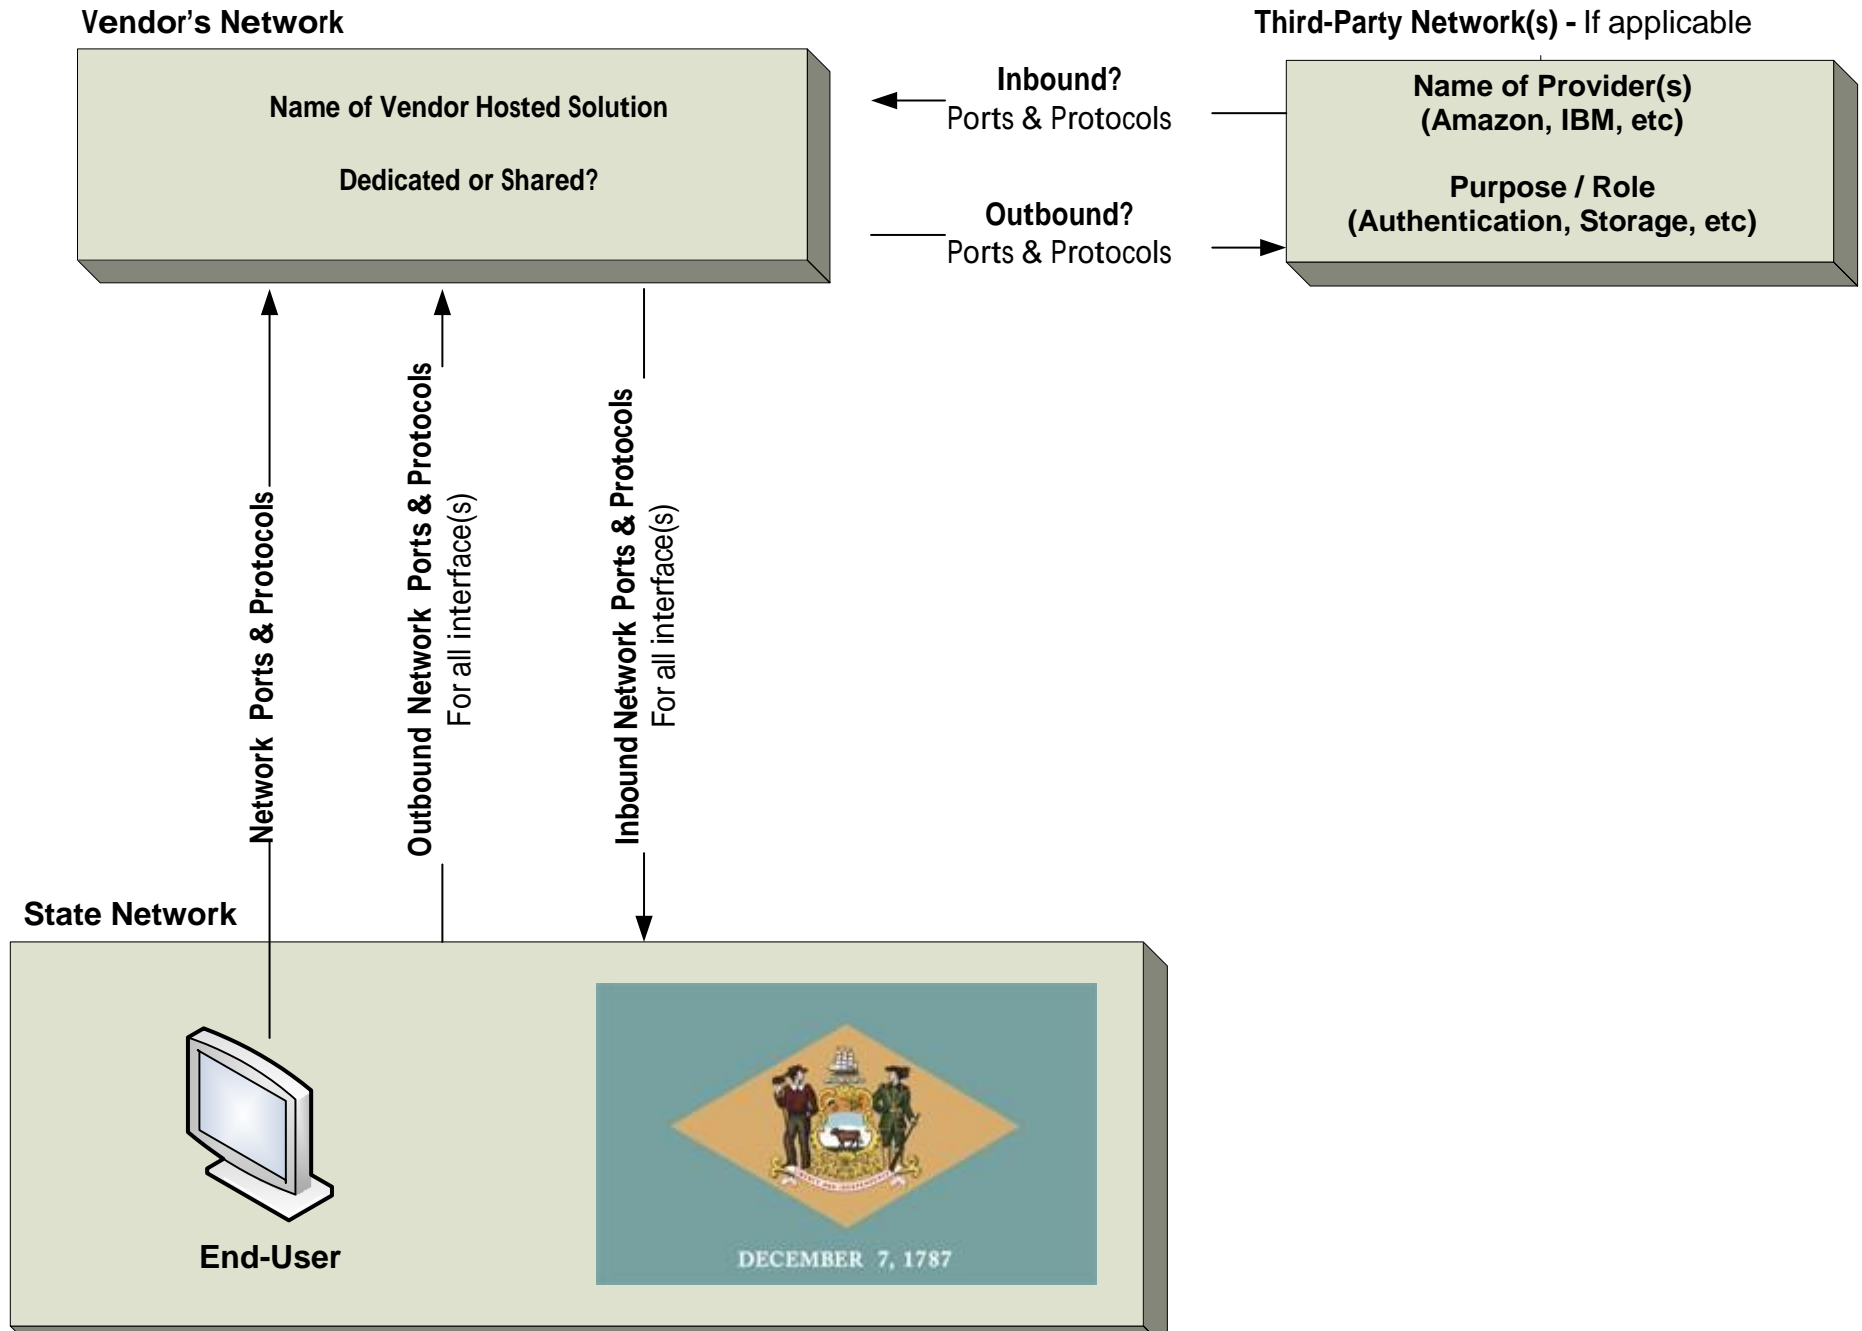 Vendor's Network
Name of Vendor Hosted Solution
Dedicated or Shared?
Inbound?
Ports & Protocols
Outbound?
Ports & Protocols
Third-Party Network(s) - If applicable
Name of Provider(s)
(Amazon, IBM, etc)
Purpose / Role
(Authentication, Storage, etc)
Network Ports & Protocols
Outbound Network Ports & Protocols
For all interface(s)
Inbound Network Ports & Protocols
For all interface(s)
State Network
End-User
DECEMBER 7, 1787